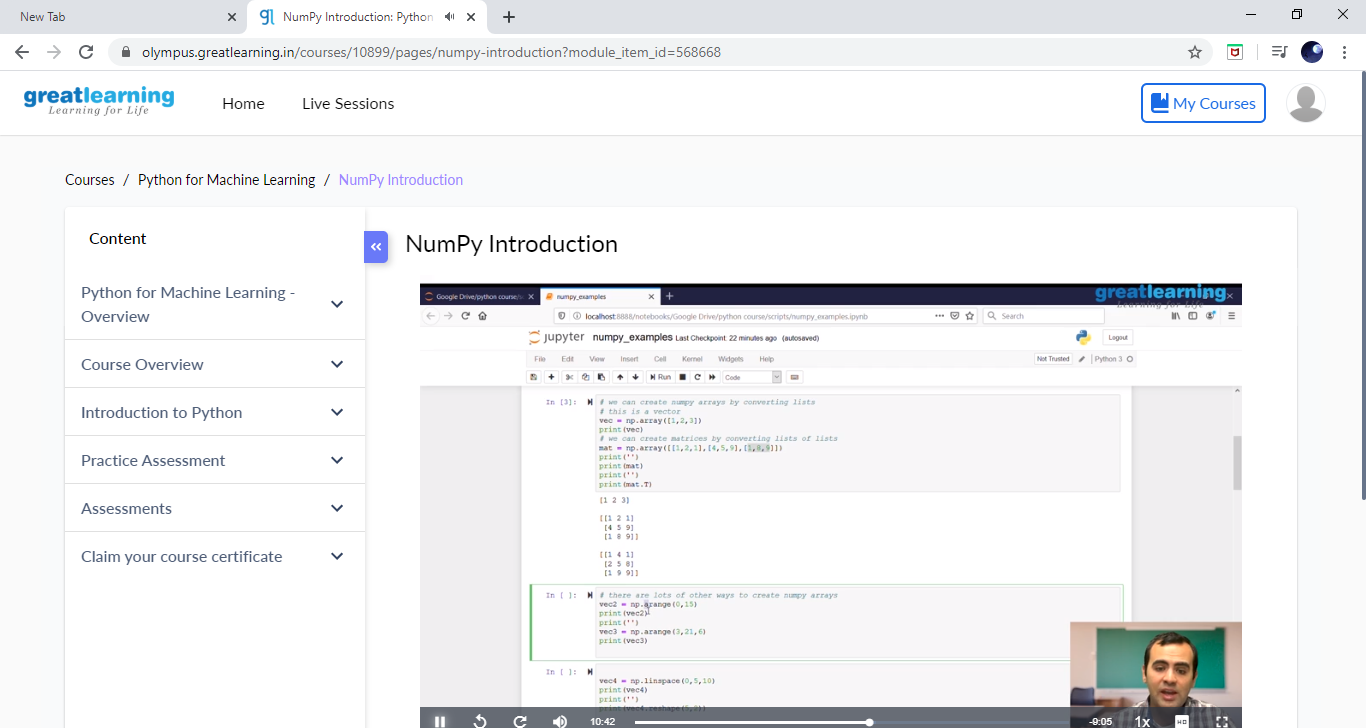 New Tab
NumPy Introduction: Python
olympus.greatlearning.in/courses/10899/pages/numpy-introduction?module_item_id=568668
greatlearning
Learning for Life
Home
Live Sessions
My Courses
Courses / Python for Machine Learning / NumPy Introduction
Content
Python for Machine Learning -
Overview
Course Overview
Introduction to Python
Practice Assessment
Assessments
Claim your course certificate
NumPy Introduction
Google Drive/python course/
numpy_examples
greatlearning
Learning for Life
localhost:8888/notebooks/Google Drive/python course/scripts/numpy_examples.ipynb
Search
jupyter numpy_examples Last Checkpoint: 22 minutes ago (autosaved)
Logout
File Edit View Insert Cell Kernel Widgets Help
Not Trusted
Python 3
Run
Code
In [3]:
# we can create numpy arrays by converting lists
# this is a vector
vec = np.array([1,2,3])
print(vec)
# we can create matrices by converting lists of lists
mat = np.array([[1,2,1],[4,5,9],[1,8,9]])
print('')
print(mat)
print('')
print(mat.T)
[1 2 3]
[[1 2 1]
[4 5 9]
[1 8 9]]
[[1 4 1]
[2 5 8]
[1 9 9]]
In [ ]:
# there are lots of other ways to create numpy arrays
vec2 = np.arange(0,15)
print(vec2)
print('')
vec3 = np.arange(3,21,6)
print(vec3)
In [ ]:
vec4 = np.linspace(0,5,10)
print(vec4)
print('')
print(vec4.reshape(5,2))
10:42
-9:05
1x
HD